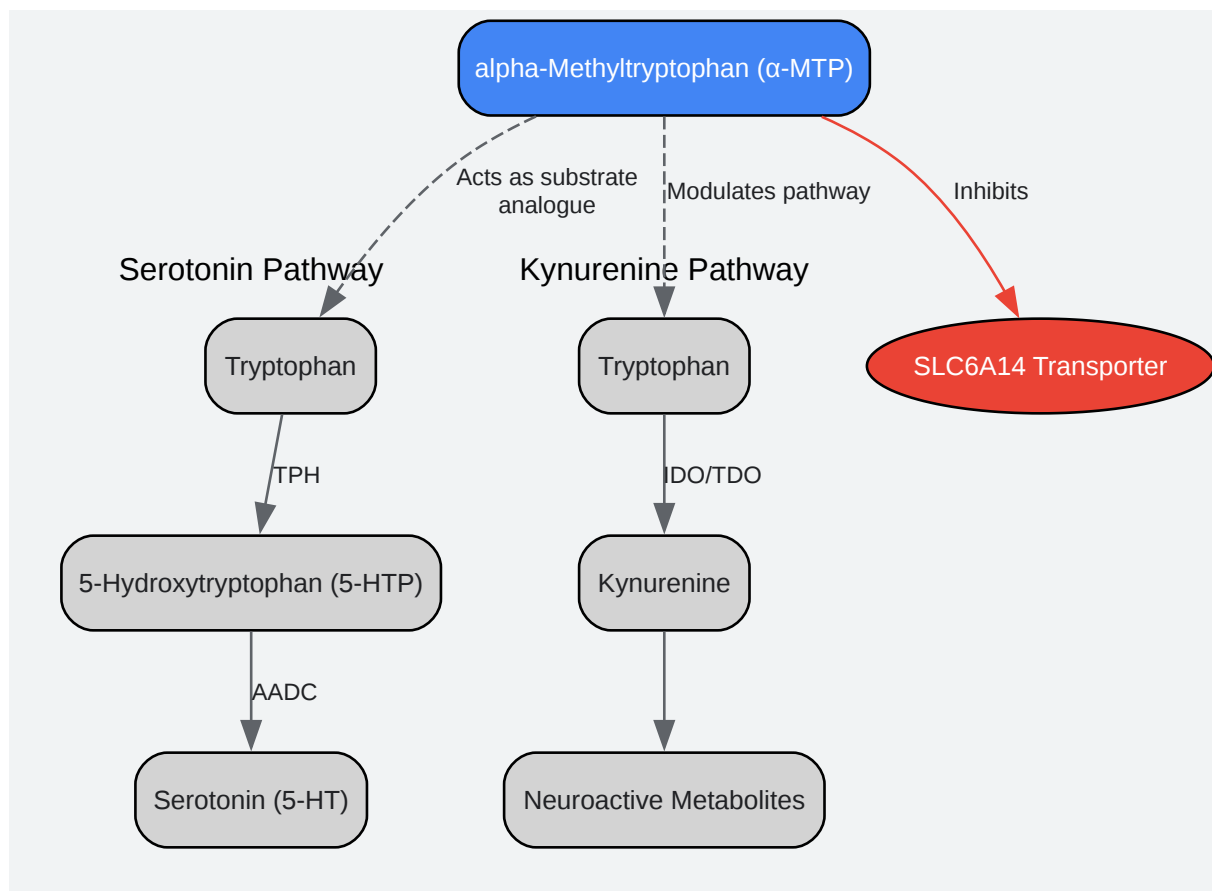 alpha-Methyltryptophan (α-MTP)
Acts as substrate
analogue
Modulates pathway
Inhibits
Serotonin Pathway
Kynurenine Pathway
Tryptophan
Tryptophan
SLC6A14 Transporter
TPH
IDO/TDO
5-Hydroxytryptophan (5-HTP)
Kynurenine
AADC
Serotonin (5-HT)
Neuroactive Metabolites